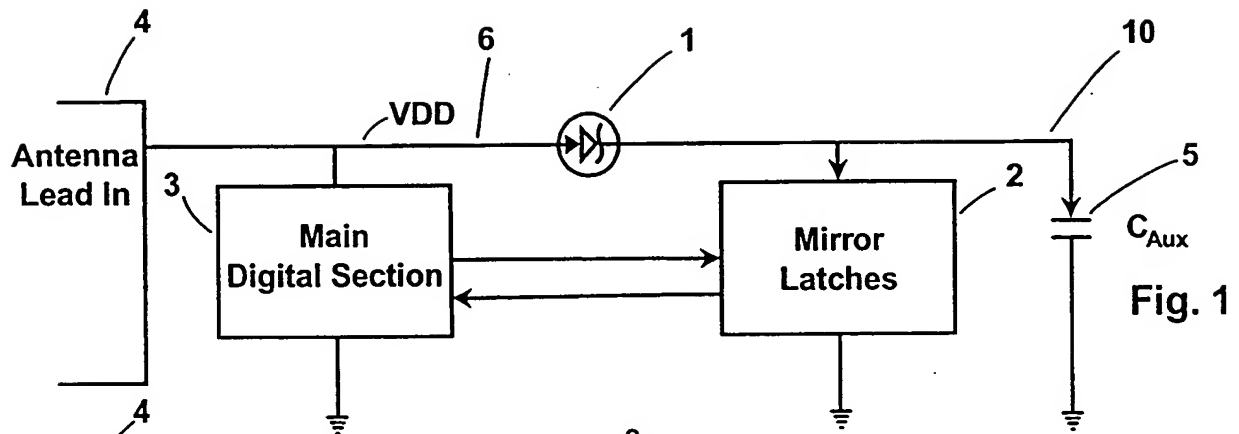 4
6
1
10
VDD
Antenna
Lead In
3
Main
Digital Section
2
Mirror
Latches
5
C_Aux
Fig. 1
4